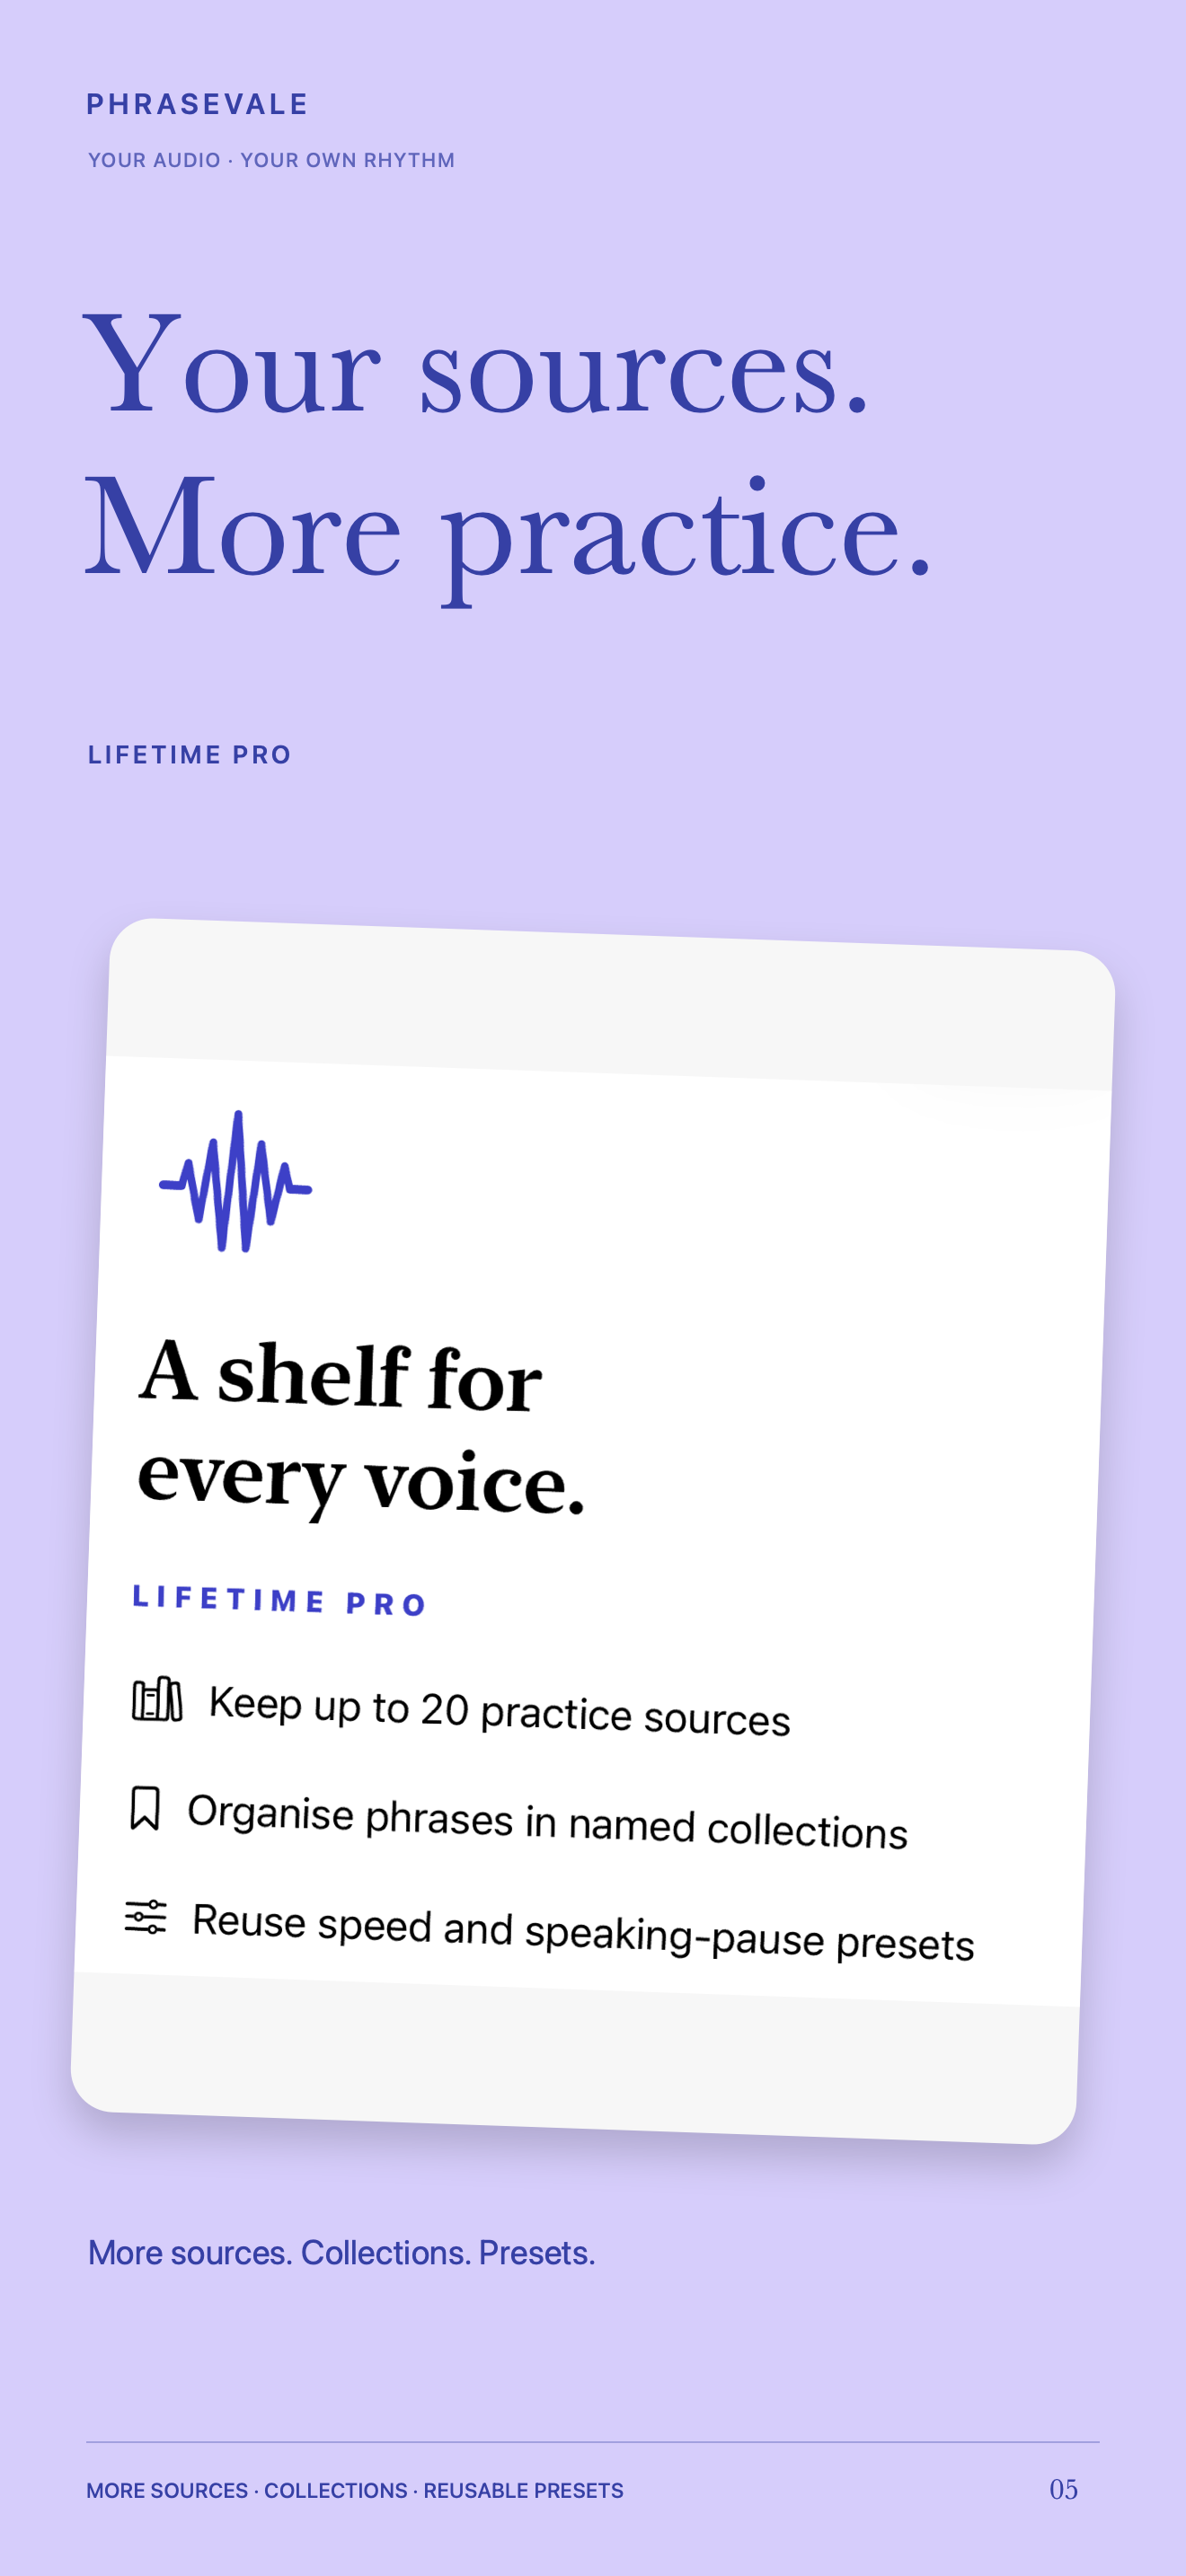 PHRASEVALE
YOUR AUDIO · YOUR OWN RHYTHM
Your sources.
More practice.
LIFETIME PRO
A shelf for
every voice.
LIFETIME PRO
Keep up to 20 practice sources
Organise phrases in named collections
Reuse speed and speaking-pause presets
More sources. Collections. Presets.
MORE SOURCES · COLLECTIONS · REUSABLE PRESETS
05